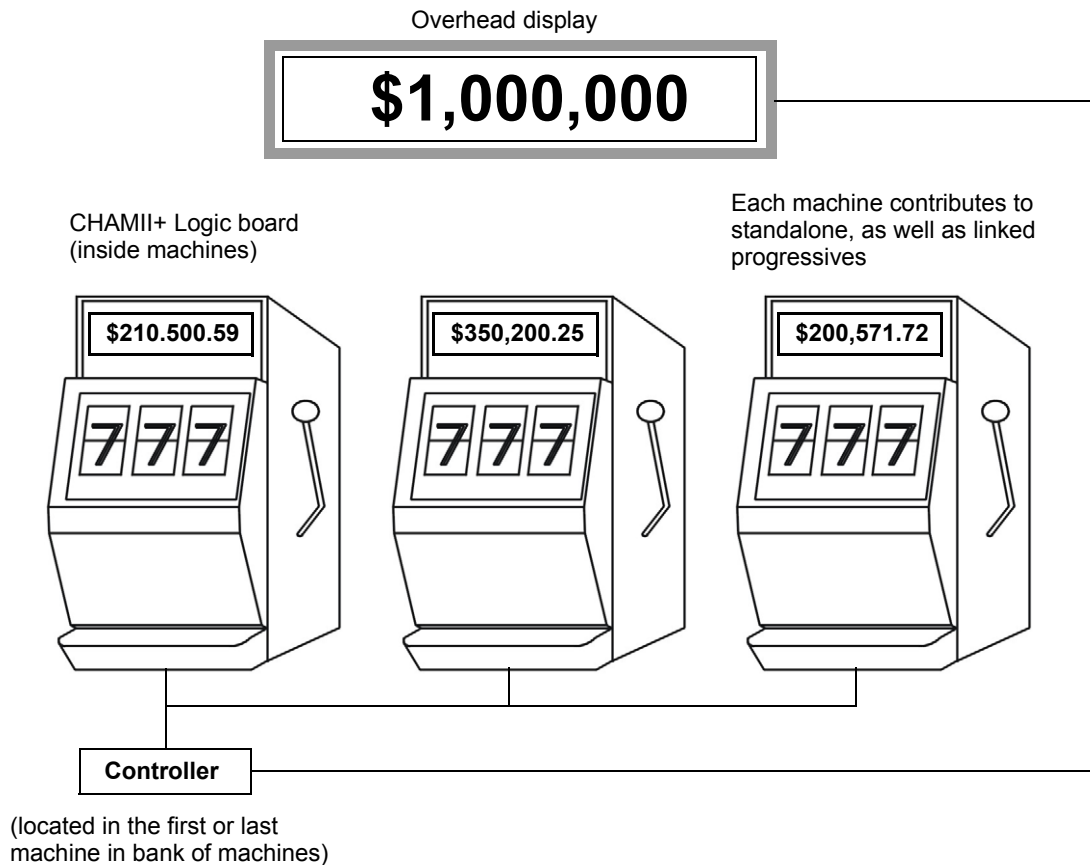 Overhead display
$1,000,000
CHAMII+ Logic board
(inside machines)
Each machine contributes to
standalone, as well as linked
progressives
$210.500.59
$350,200.25
$200,571.72
777
777
777
Controller
(located in the first or last
machine in bank of machines)